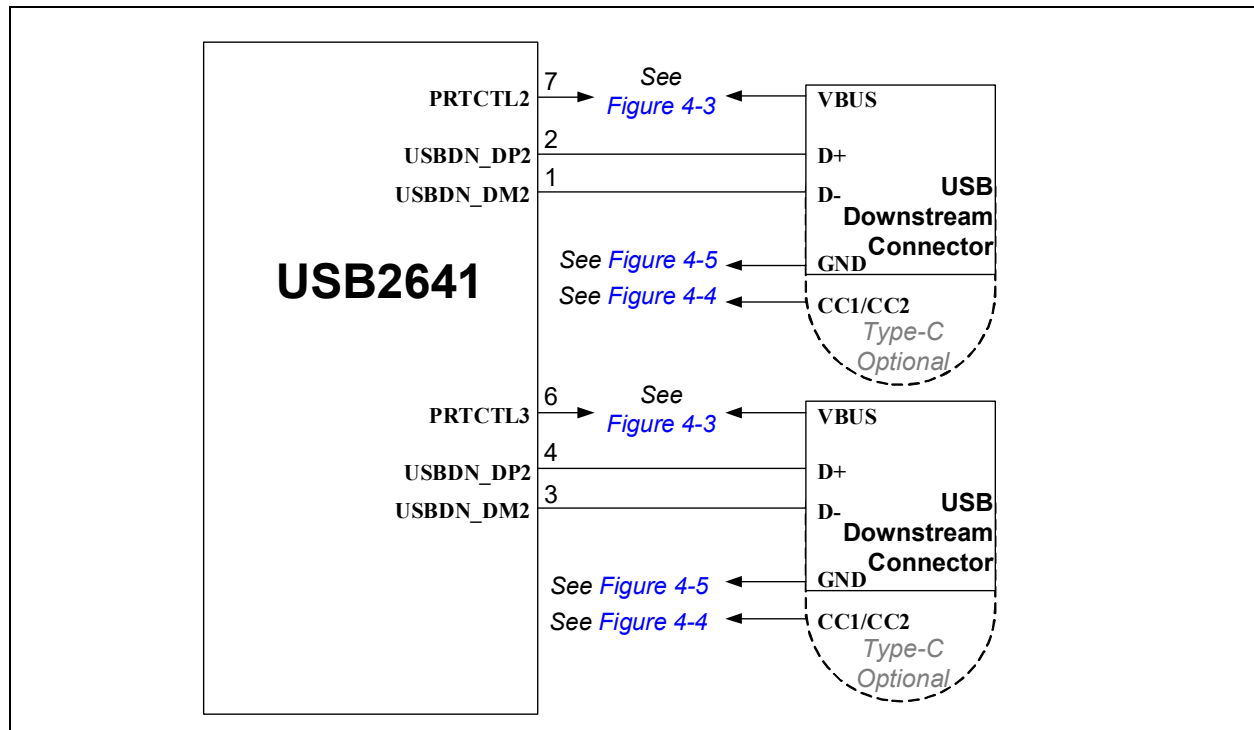 7
See
PRTCTL2
Figure 4-3
VBUS
2
USBDN_DP2
D+
1
USBDN_DM2
D-
USB
Downstream
Connector
See Figure 4-5
GND
USB2641
See Figure 4-4
CC1/CC2
Type-C
Optional
6
See
PRTCTL3
Figure 4-3
VBUS
4
USBDN_DP2
D+
3
USBDN_DM2
D-
USB
Downstream
Connector
See Figure 4-5
GND
See Figure 4-4
CC1/CC2
Type-C
Optional